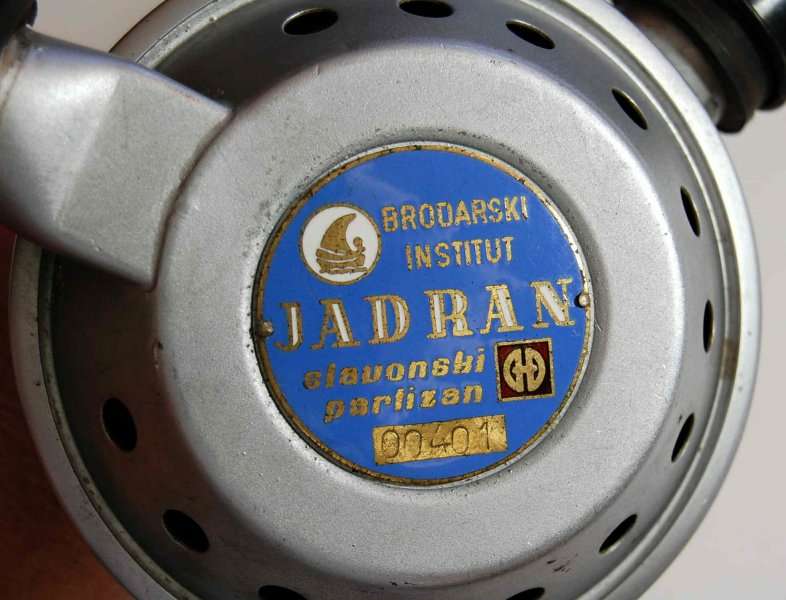 BRODARSKI
INSTITUT
JADRAN
slavonski
partizan
00401